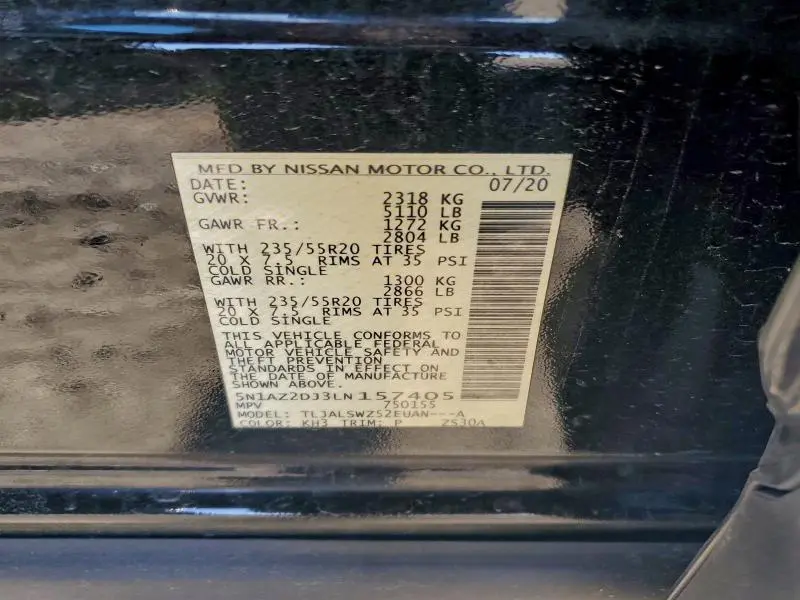 MFD BY NISSAN MOTOR CO., LTD.
DATE: 07/20
GVWR: 2318 KG
5110 LB
GAWR FR.: 1272 KG
2804 LB
WITH 235/55R20 TIRES
20 X 7.5 RIMS AT 35 PSI
COLD SINGLE
GAWR RR.: 1300 KG
2866 LB
WITH 235/55R20 TIRES
20 X 7.5 RIMS AT 35 PSI
COLD SINGLE
THIS VEHICLE CONFORMS TO
ALL APPLICABLE FEDERAL
MOTOR VEHICLE SAFETY AND
THEFT PREVENTION
STANDARDS IN EFFECT ON
THE DATE OF MANUFACTURE
SHOWN ABOVE.
5N1AZ2DJ3LN157405
MPV 750155
MODEL: TLJALSWZS2EUAN---A
COLOR: KH3 TRIM: P ZS30A